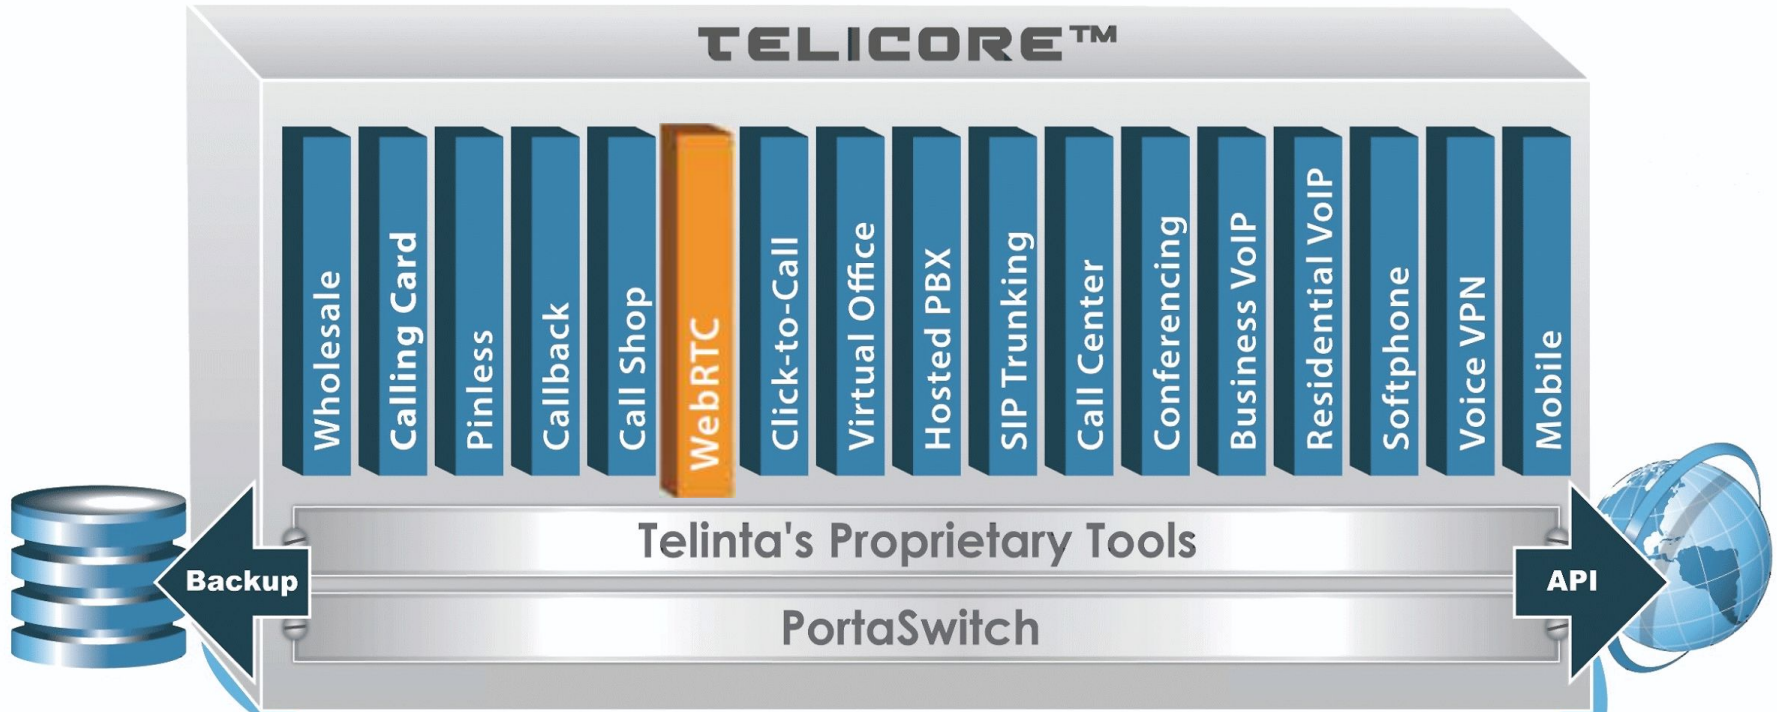 TELICORE™
Wholesale
Calling Card
Pinless
Callback
Call Shop
WebRTC
Click-to-Call
Virtual Office
Hosted PBX
SIP Trunking
Call Center
Conferencing
Business VoIP
Residential VoIP
Softphone
Voice VPN
Mobile
Telinta's Proprietary Tools
Backup
API
PortaSwitch